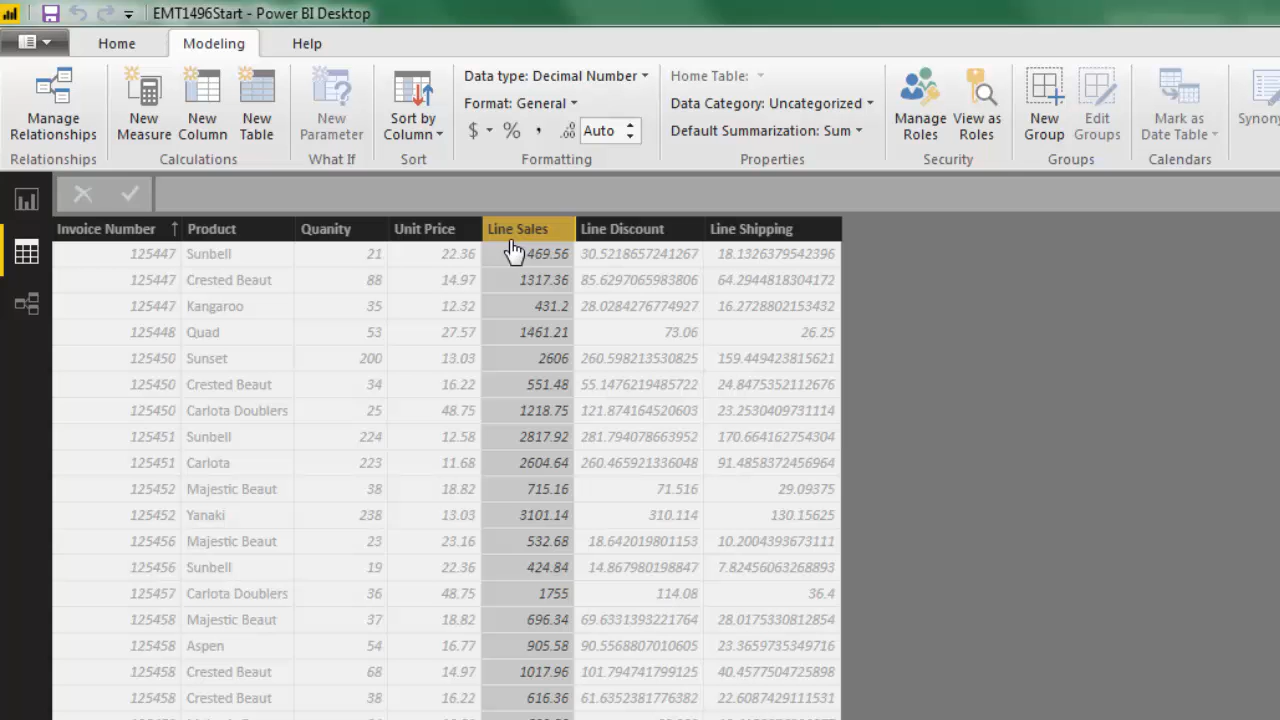 EMT1496Start - Power BI Desktop
Home Modeling Help
Manage Relationships
New Measure
New Column
New Table
New Parameter
Sort by Column
Data type: Decimal Number
Format: General
$ % , Auto
Home Table:
Data Category: Uncategorized
Default Summarization: Sum
Manage Roles
View as Roles
New Group
Edit Groups
Mark as Date Table
Synony
Relationships Calculations What If Sort Formatting Properties Security Groups Calendars
Invoice Number Product Quanity Unit Price Line Sales Line Discount Line Shipping
125447 Sunbell 21 22.36 469.56 30.5218657241267 18.1326379542396
125447 Crested Beaut 88 14.97 1317.36 85.6297065983806 64.2944818304172
125447 Kangaroo 35 12.32 431.2 28.0284276774927 16.2728802153432
125448 Quad 53 27.57 1461.21 73.06 26.25
125450 Sunset 200 13.03 2606 260.598213530825 159.449423815621
125450 Crested Beaut 34 16.22 551.48 55.1476219485722 24.8475352112676
125450 Carlota Doublers 25 48.75 1218.75 121.874164520603 23.2530409731114
125451 Sunbell 224 12.58 2817.92 281.794078663952 170.664162754304
125451 Carlota 223 11.68 2604.64 260.465921336048 91.4858372456964
125452 Majestic Beaut 38 18.82 715.16 71.516 29.09375
125452 Yanaki 238 13.03 3101.14 310.114 130.15625
125456 Majestic Beaut 23 23.16 532.68 18.642019801153 10.2004393673111
125456 Sunbell 19 22.36 424.84 14.867980198847 7.82456063268893
125457 Carlota Doublers 36 48.75 1755 114.08 36.4
125458 Majestic Beaut 37 18.82 696.34 69.6331393221764 28.0175330812854
125458 Aspen 54 16.77 905.58 90.5568807010605 23.3659735349716
125458 Crested Beaut 68 14.97 1017.96 101.794741799125 40.4577504725898
125458 Crested Beaut 38 16.22 616.36 61.6352381776382 22.6087429111531